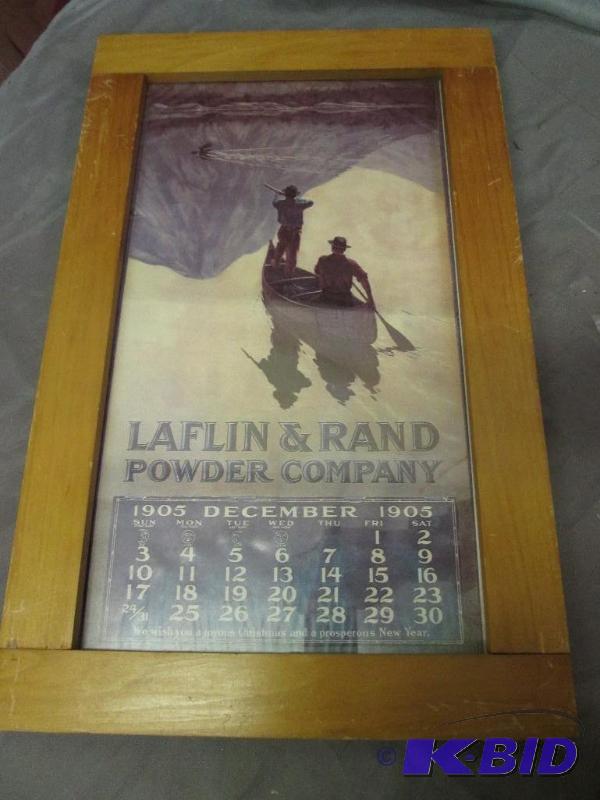 LAFLIN & RAND
POWDER COMPANY
1905 DECEMBER 1905
SUN MON TUE WED THU FRI SAT
1 2
3 4 5 6 7 8 9
10 11 12 13 14 15 16
17 18 19 20 21 22 23
24/31 25 26 27 28 29 30
We wish you a joyous Christmas and a prosperous New Year.
© K-BID